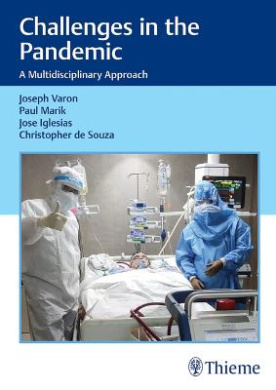 Challenges in the
Pandemic
A Multidisciplinary Approach
Joseph Varon
Paul Marik
Jose Iglesias
Christopher de Souza
Thieme